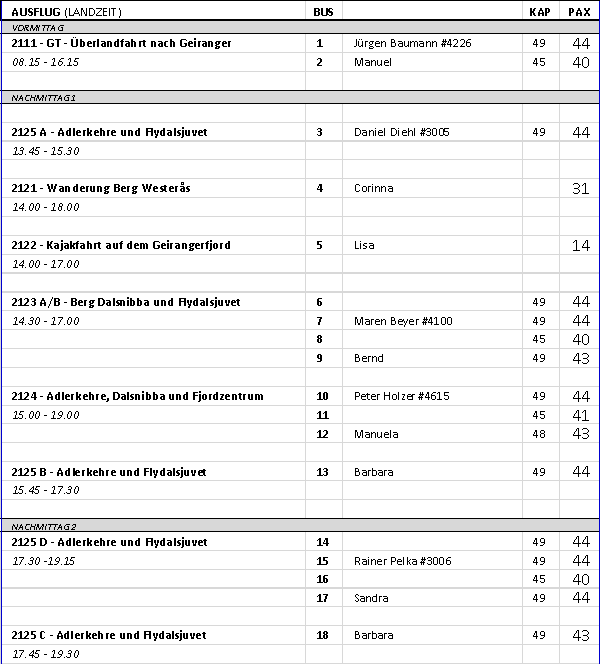 AUSFLUG (LANDZEIT) BUS KAP PAX
VORMITTAG
2111 - GT - Überlandfahrt nach Geiranger 1 Jürgen Baumann #4226 49 44
08.15 - 16.15 2 Manuel 45 40
NACHMITTAG 1
2125 A - Adlerkehre und Flydalsjuvet 3 Daniel Diehl #3005 49 44
13.45 - 15.30
2121 - Wanderung Berg Westerås 4 Corinna 31
14.00 - 18.00
2122 - Kajakfahrt auf dem Geirangerfjord 5 Lisa 14
14.00 - 17.00
2123 A/B - Berg Dalsnibba und Flydalsjuvet 6 49 44
14.30 - 17.00 7 Maren Beyer #4100 49 44
8 45 40
9 Bernd 49 43
2124 - Adlerkehre, Dalsnibba und Fjordzentrum 10 Peter Holzer #4615 49 44
15.00 - 19.00 11 45 41
12 Manuela 48 43
2125 B - Adlerkehre und Flydalsjuvet 13 Barbara 49 44
15.45 - 17.30
NACHMITTAG 2
2125 D - Adlerkehre und Flydalsjuvet 14 49 44
17.30 -19.15 15 Rainer Pelka #3006 49 44
16 45 40
17 Sandra 49 44
2125 C - Adlerkehre und Flydalsjuvet 18 Barbara 49 43
17.45 - 19.30